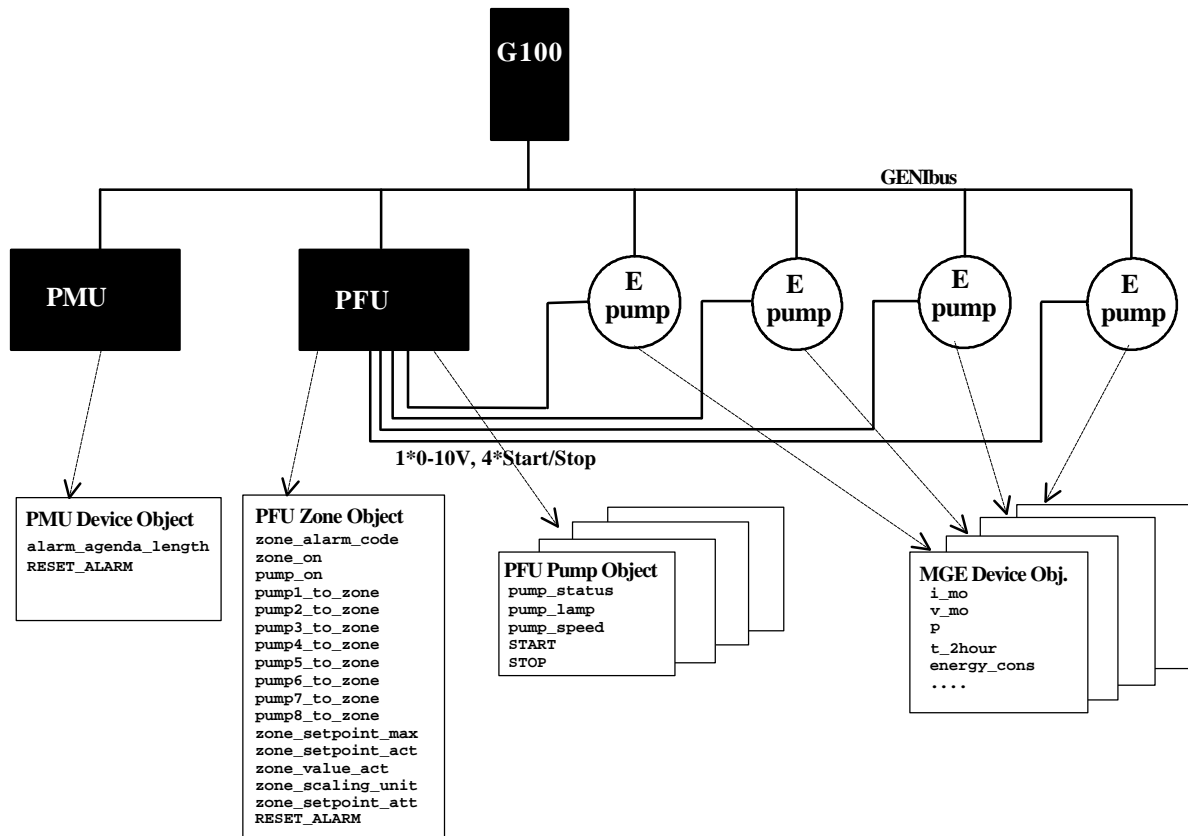 G100
GENIbus
PMU
PFU
E
pump
E
pump
E
pump
E
pump
1*0-10V, 4*Start/Stop
PMU Device Object
alarm_agenda_length
RESET_ALARM
PFU Zone Object
zone_alarm_code
zone_on
pump_on
pump1_to_zone
pump2_to_zone
pump3_to_zone
pump4_to_zone
pump5_to_zone
pump6_to_zone
pump7_to_zone
pump8_to_zone
zone_setpoint_max
zone_setpoint_act
zone_value_act
zone_scaling_unit
zone_setpoint_att
RESET_ALARM
PFU Pump Object
pump_status
pump_lamp
pump_speed
START
STOP
MGE Device Obj.
i_mo
v_mo
p
t_2hour
energy_cons
....